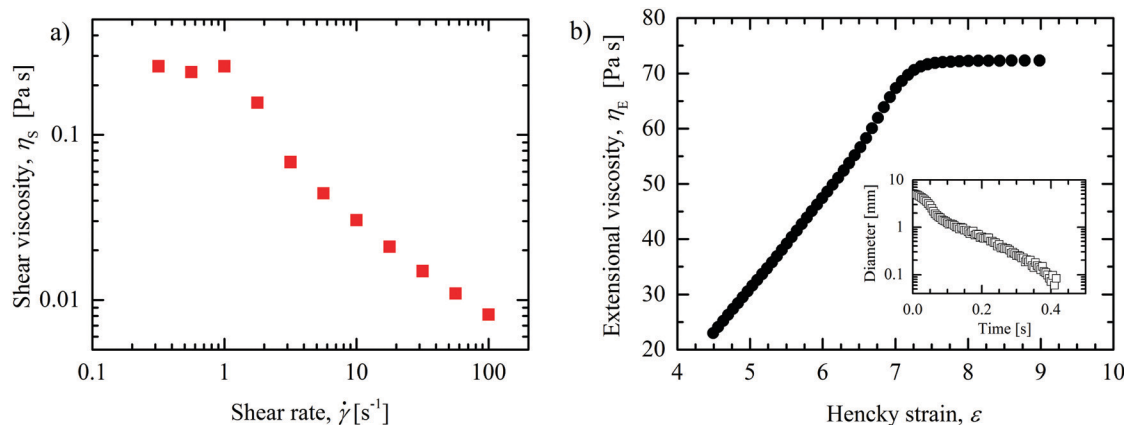 a)
Shear viscosity, η_S [Pa s]
0.1
0.01
0.1 1 10 100
Shear rate, γ̇ [s⁻¹]
b)
Extensional viscosity, η_E [Pa s]
80
70
60
50
40
30
20
4 5 6 7 8 9 10
Hencky strain, ε
Diameter [mm]
10
1
0.1
0.0 0.2 0.4
Time [s]